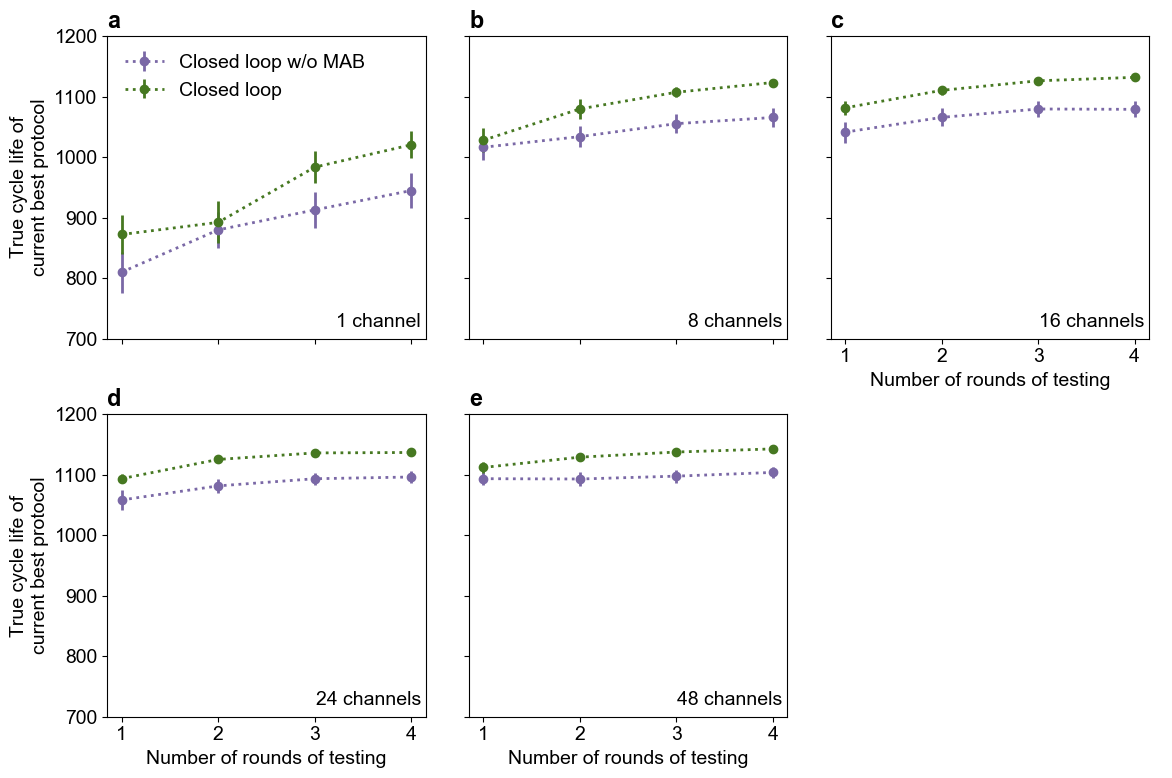 a
b
c
1200
1100
1000
900
800
700
True cycle life of
current best protocol
Closed loop w/o MAB
Closed loop
1 channel
8 channels
16 channels
1 2 3 4
Number of rounds of testing
d
e
1200
1100
1000
900
800
700
True cycle life of
current best protocol
24 channels
48 channels
1 2 3 4
Number of rounds of testing
1 2 3 4
Number of rounds of testing